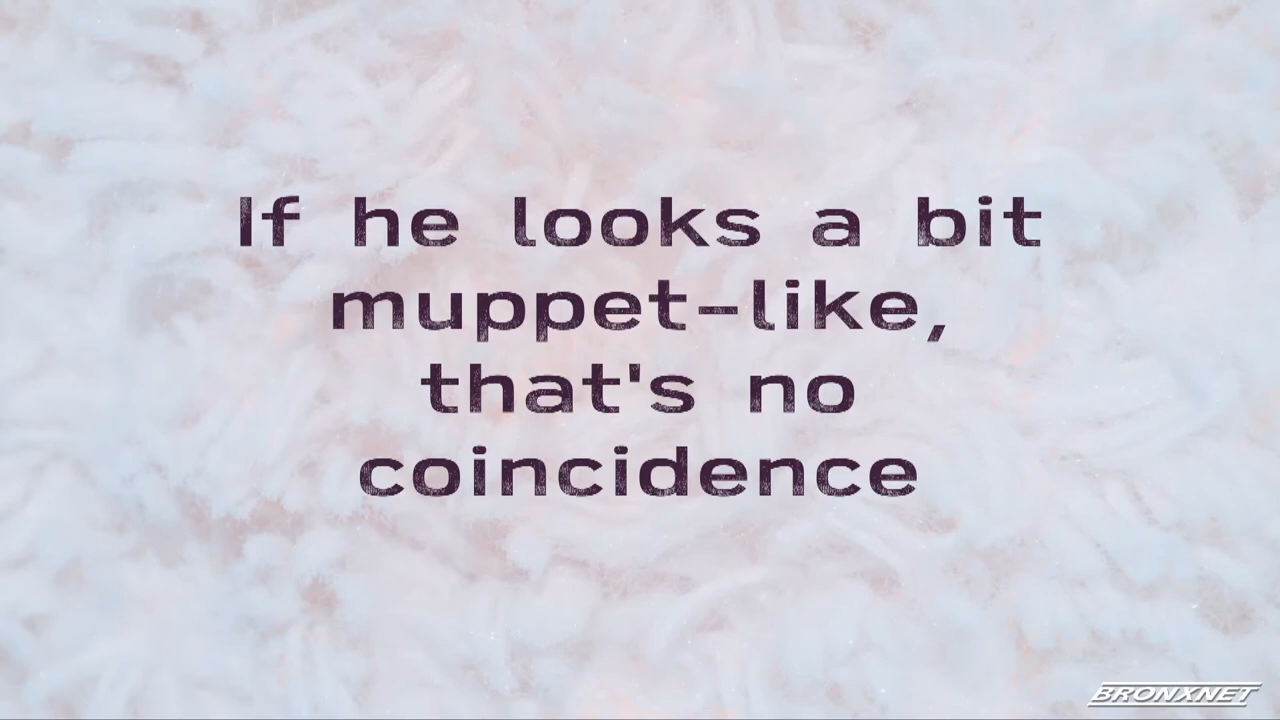 If he looks a bit
muppet-like,
that's no
coincidence
BRONXNET